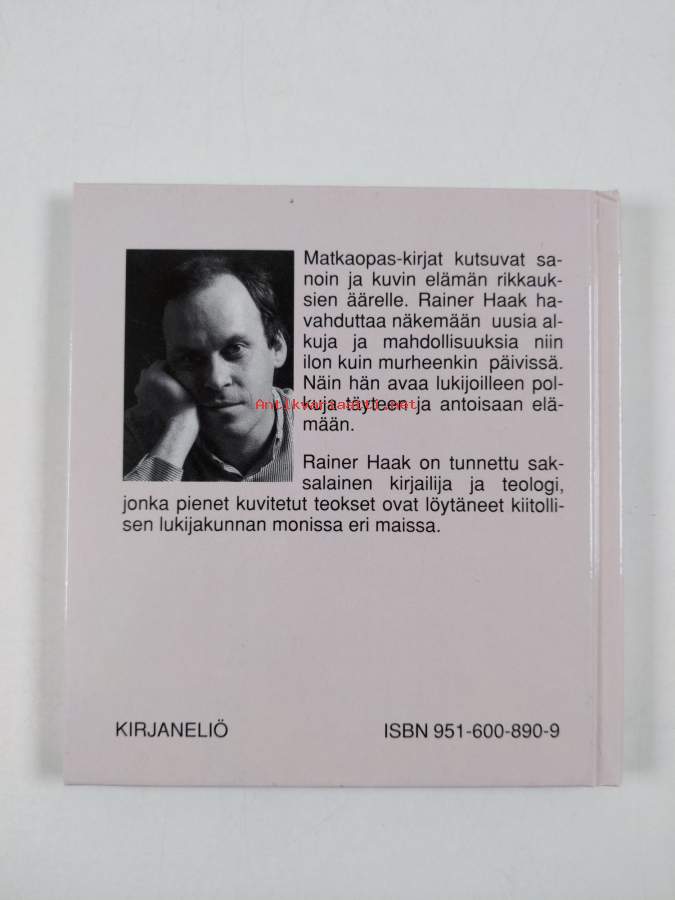 Matkaopas-kirjat kutsuvat sa-
noin ja kuvin elämän rikkauk-
sien äärelle. Rainer Haak ha-
vahduttaa näkemään uusia al-
kuja ja mahdollisuuksia niin
ilon kuin murheenkin päivissä.
Näin hän avaa lukijoilleen pol-
kuja täyteen ja antoisaan elä-
mään.
Antikvariaatti.net
Rainer Haak on tunnettu sak-
salainen kirjailija ja teologi,
jonka pienet kuvitetut teokset ovat löytäneet kiitolli-
sen lukijakunnan monissa eri maissa.
KIRJANELIÖ
ISBN 951-600-890-9